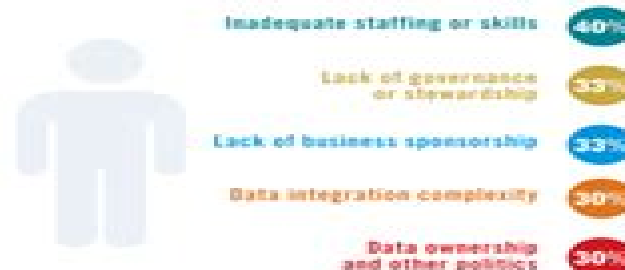 Inadequate staffing or skills 40%
Lack of governance
or stewardship 35%
Lack of business sponsorship 33%
Data integration complexity 30%
Data ownership
and other politics 30%